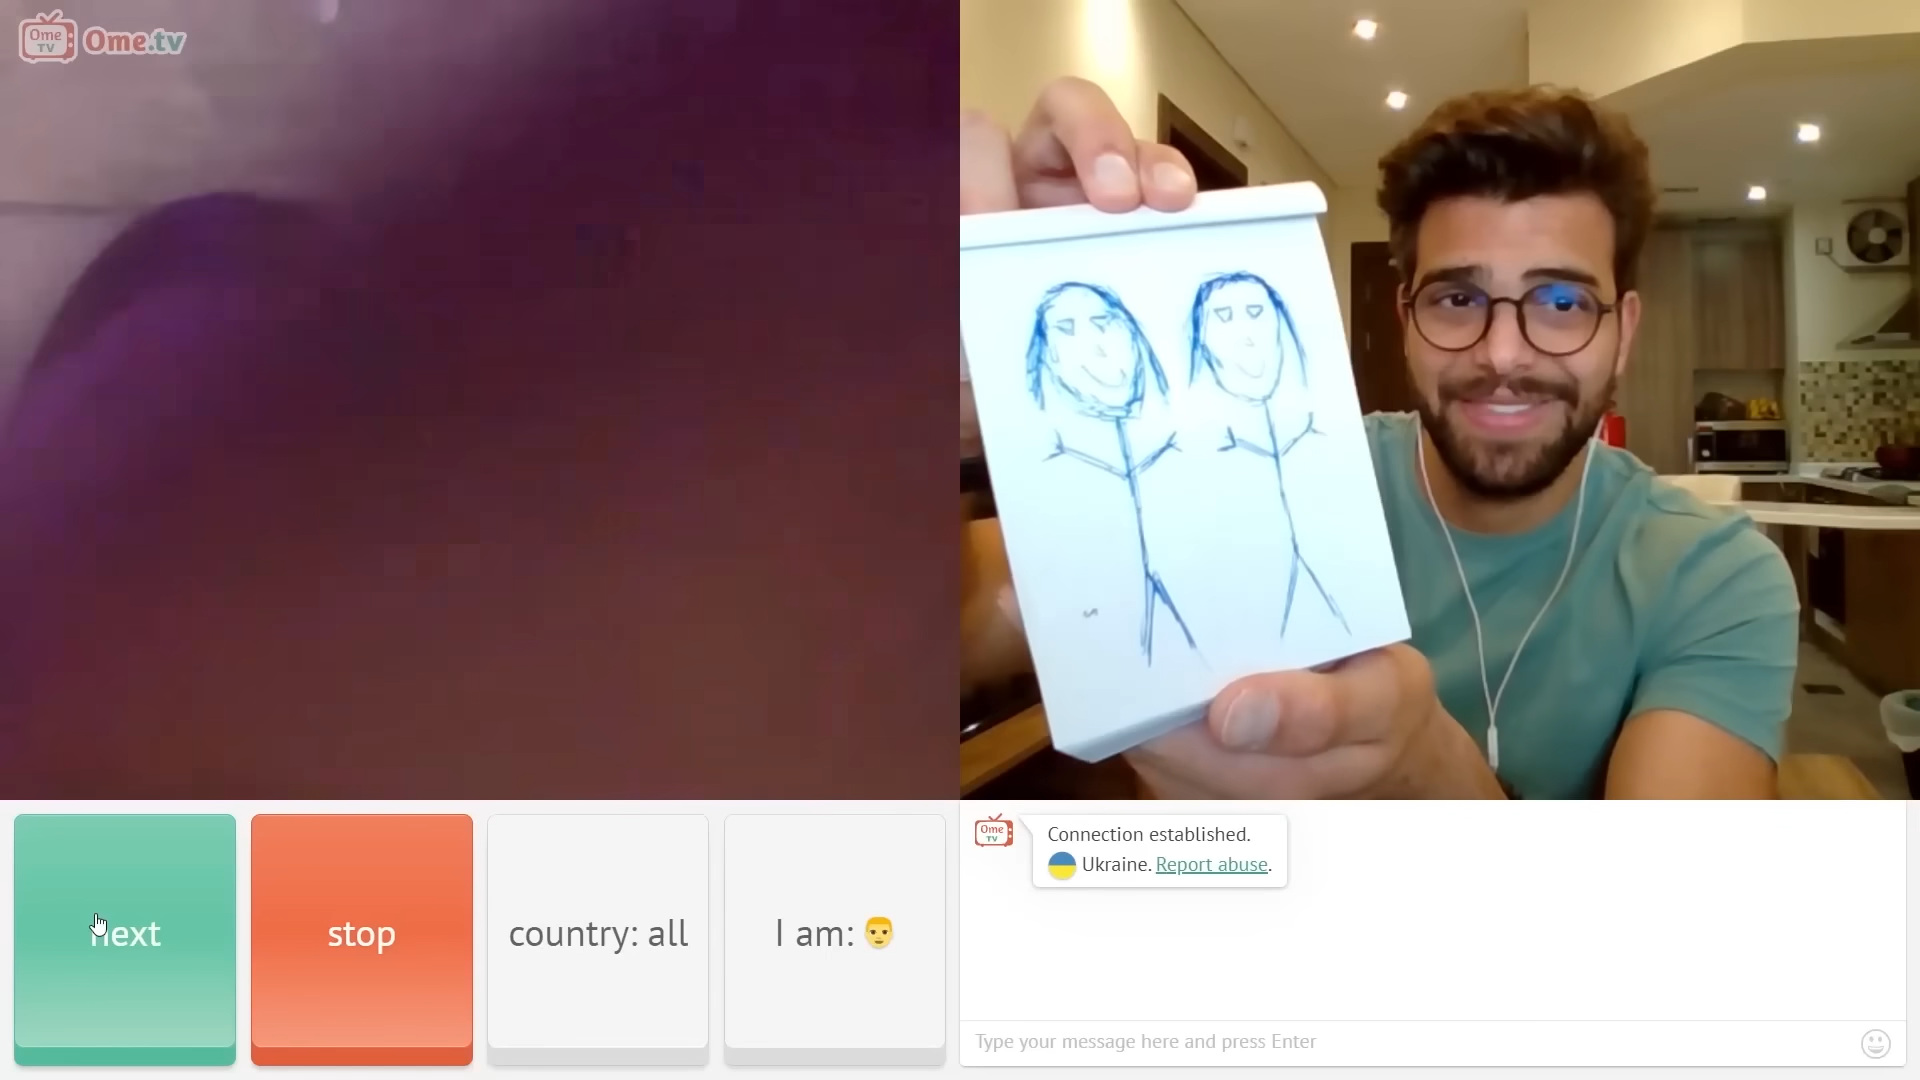 Ome
TV
Ome.tv
next
stop
country: all
I am:
Ome
TV
Connection established.
Ukraine. Report abuse.
Type your message here and press Enter